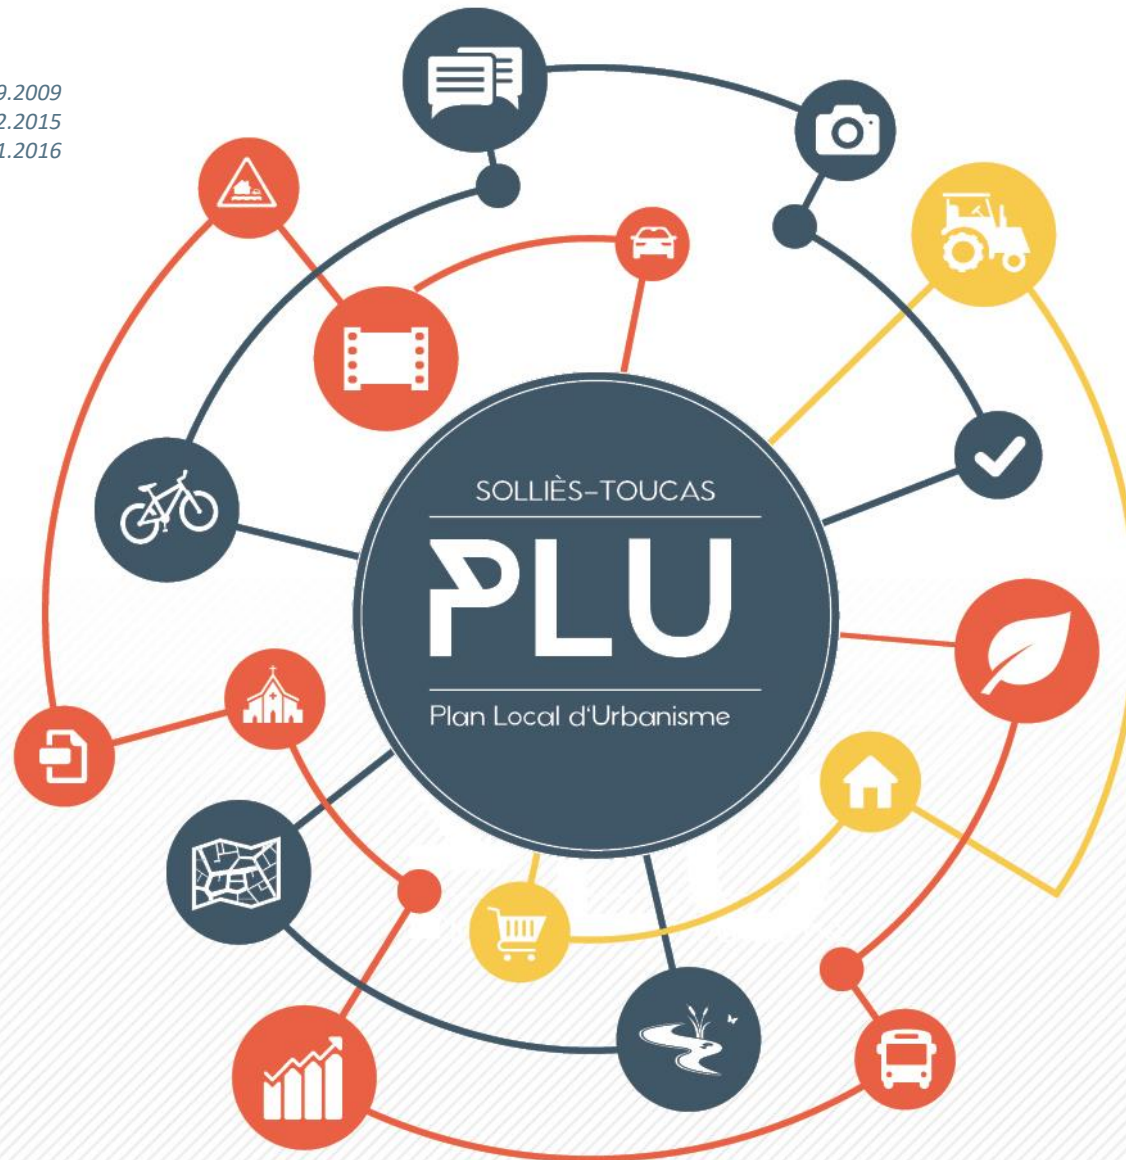 9.2009
2.2015
1.2016
SOLLIÈS-TOUCAS
PLU
Plan Local d'Urbanisme